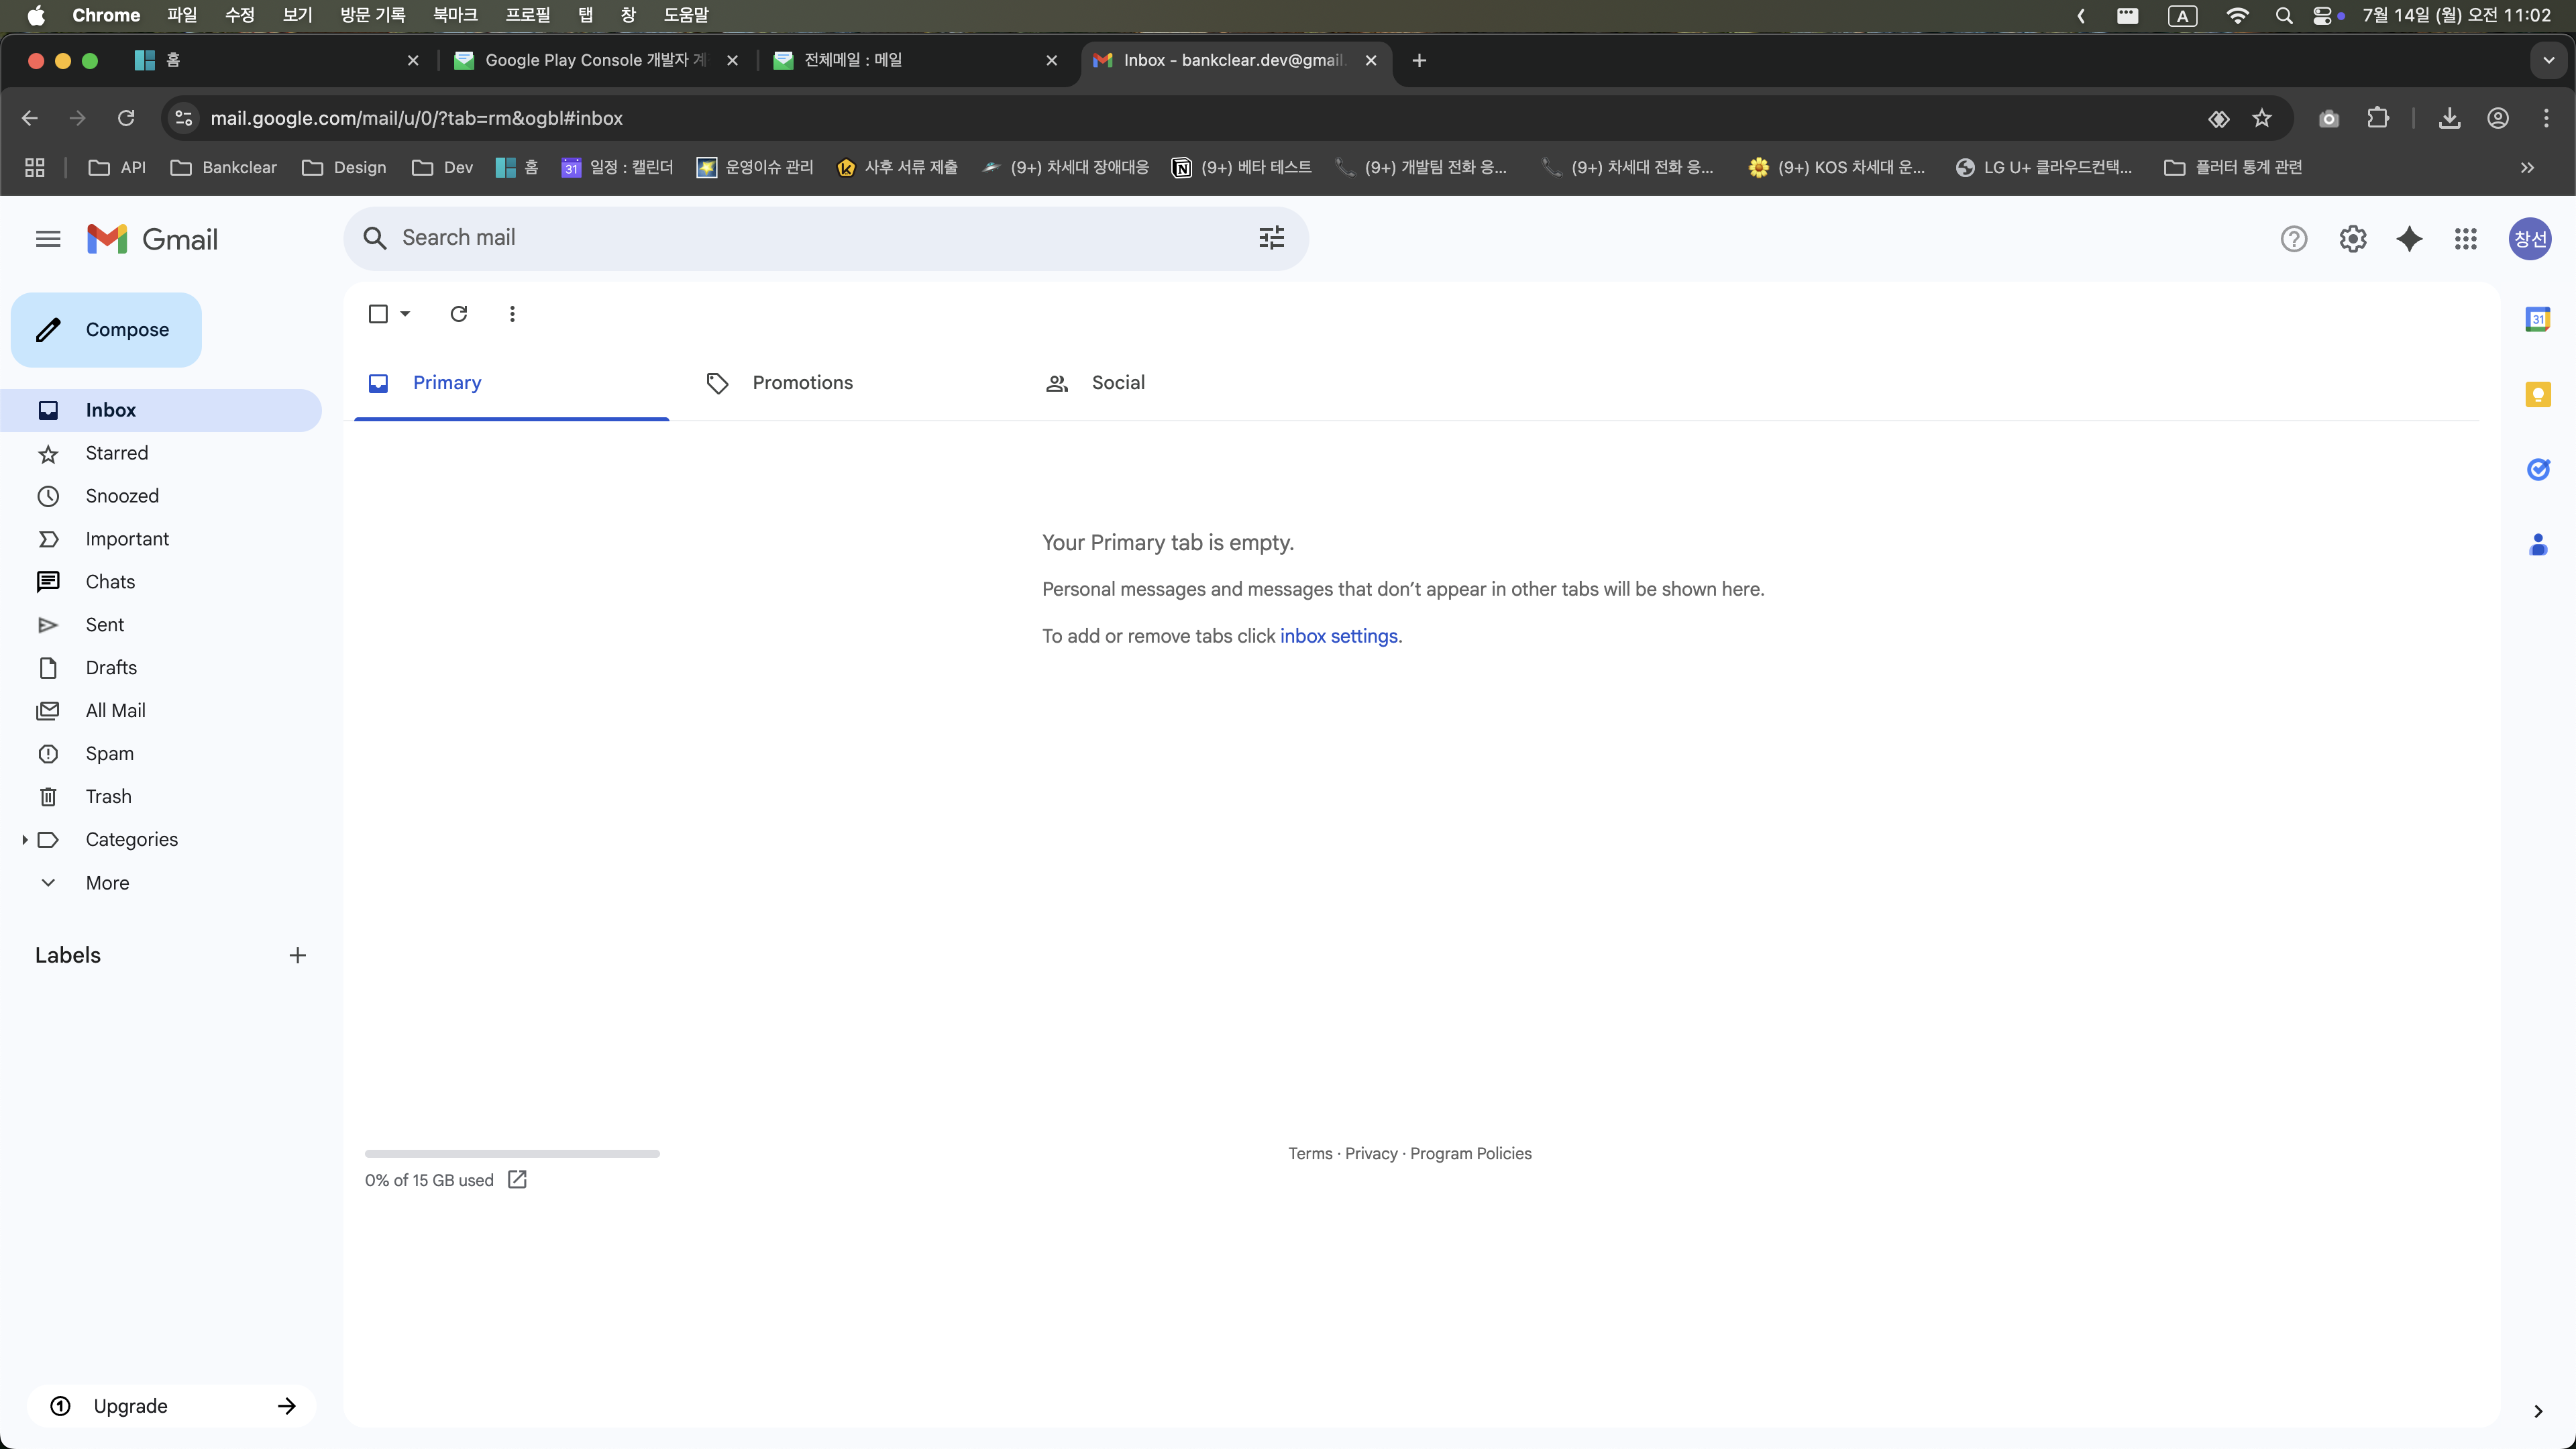 Chrome 파일 수정 보기 방문 기록 북마크 프로필 탭 창 도움말 A 7월 14일 (월) 오전 11:02
홈 Google Play Console 개발자 계 전체메일 : 메일 Inbox - bankclear.dev@gmail.
mail.google.com/mail/u/0/?tab=rm&ogbl#inbox
API Bankclear Design Dev 홈 31 일정 : 캘린더 운영이슈 관리 사후 서류 제출 (9+) 차세대 장애대응 (9+) 베타 테스트 (9+) 개발팀 전화 응... (9+) 차세대 전화 응... (9+) KOS 차세대 운... LG U+ 클라우드컨택... 플러터 통계 관련
Gmail Search mail 창선
Compose
31
Primary Promotions Social
Inbox
Starred
Snoozed
Important
Chats
Sent
Drafts
All Mail
Spam
Trash
Categories
More
Labels
Your Primary tab is empty.
Personal messages and messages that don’t appear in other tabs will be shown here.
To add or remove tabs click inbox settings.
Terms · Privacy · Program Policies
0% of 15 GB used
Upgrade